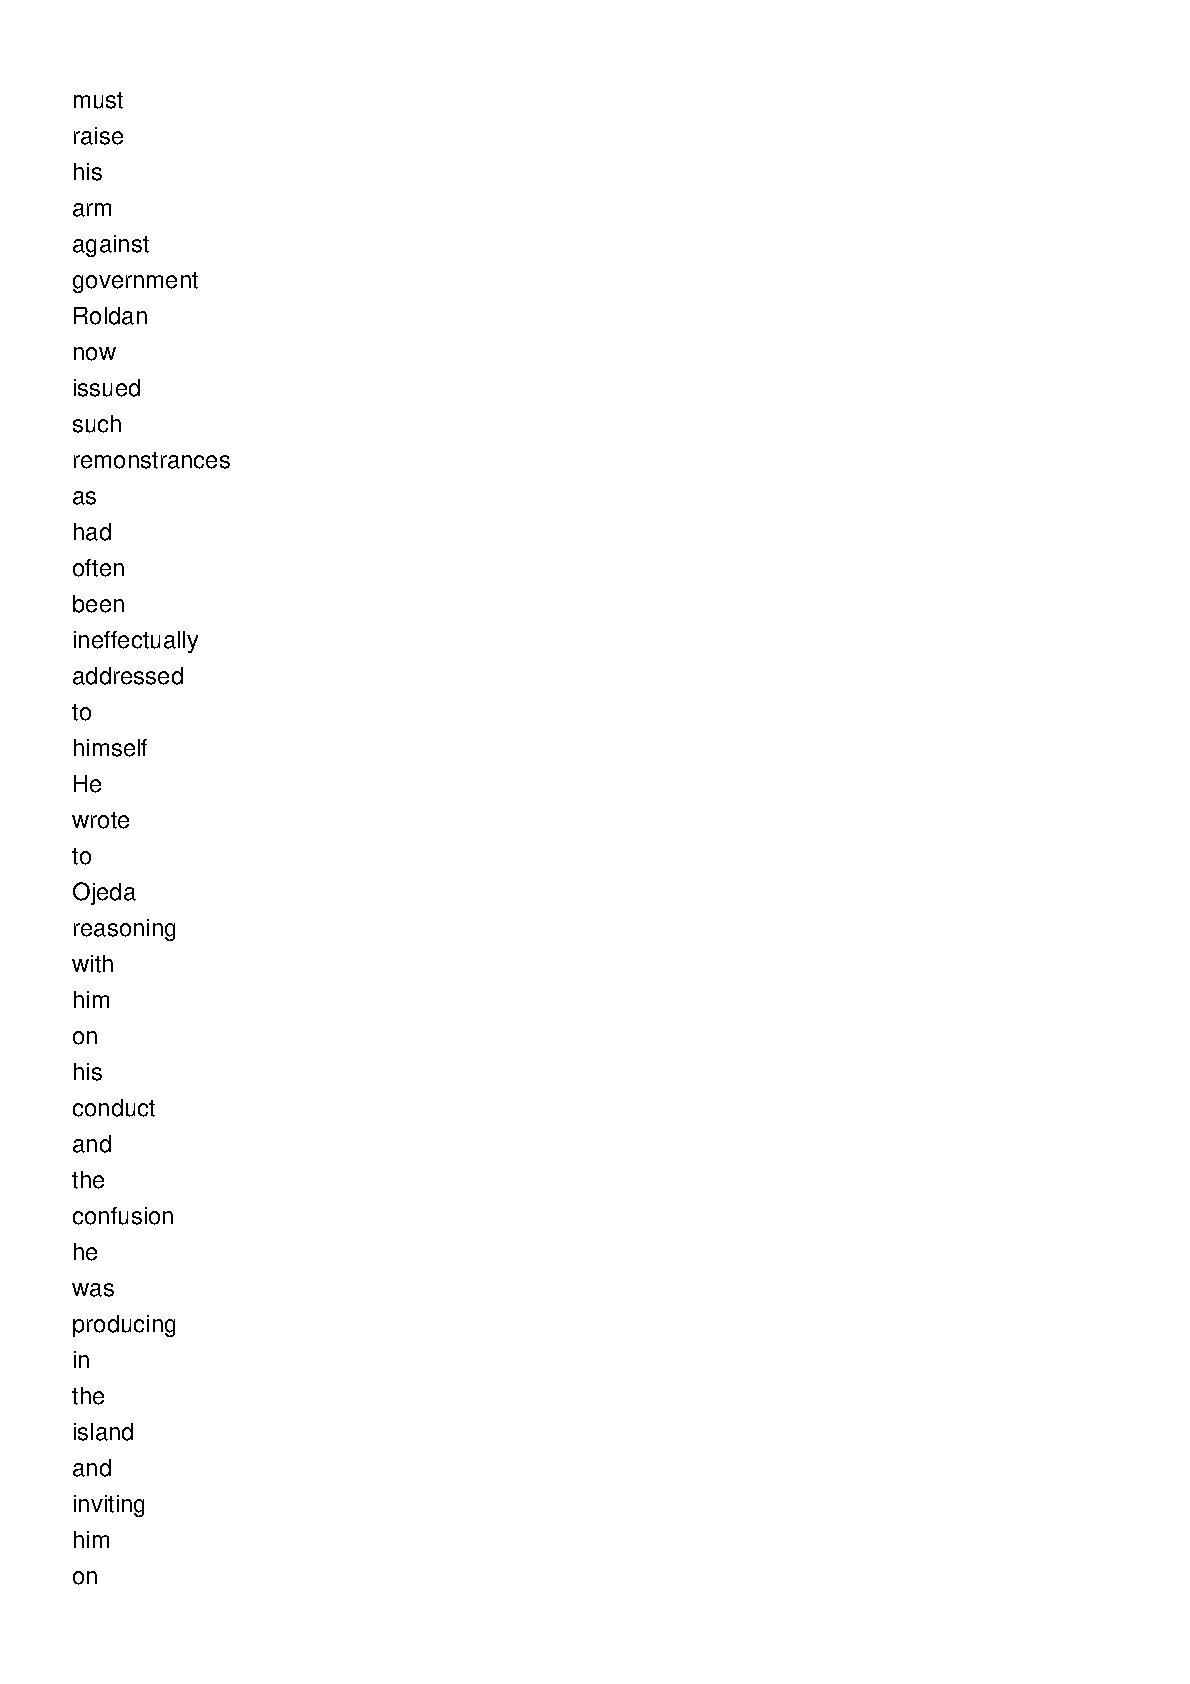 must
raise
his
arm
against
government
Roldan
now
issued
such
remonstrances
as
had
often
been
ineffectually
addressed
to
himself
He
wrote
to
Ojeda
reasoning
with
him
on
his
conduct
and
the
confusion
he
was
producing
in
the
island
and
inviting
him
on